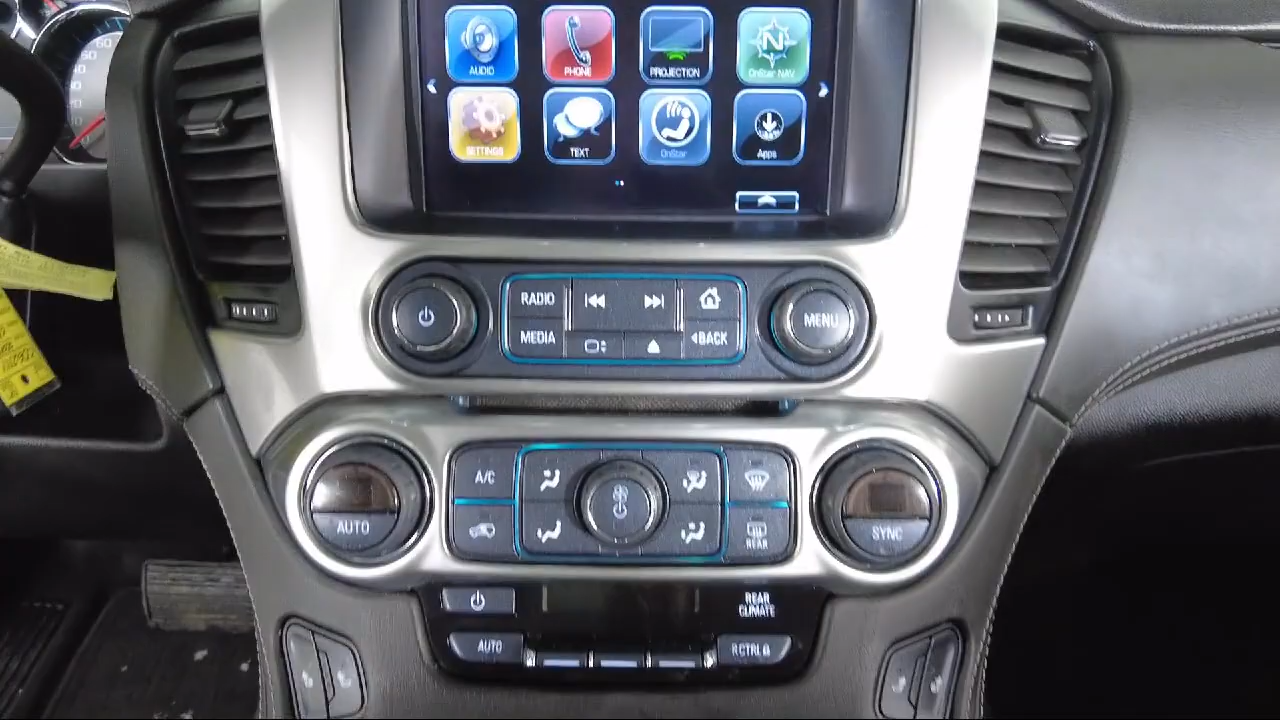 AUDIO
PHONE
PROJECTION
OnStar NAV
SETTINGS
TEXT
OnStar
Apps
RADIO
MEDIA
BACK
MENU
A/C
AUTO
REAR
SYNC
REAR
CLIMATE
AUTO
RCTRL